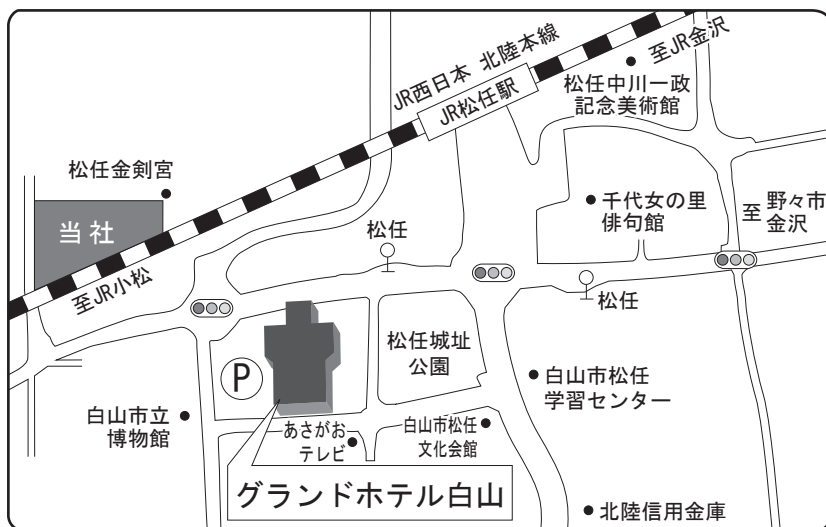 JR西日本 北陸本線
至JR金沢
JR松任駅
松任中川一政
記念美術館
松任金剣宮
当社
千代女の里
俳句館
至 野々市
金沢
松任
至JR小松
松任
松任城址
公園
P
白山市松任
学習センター
白山市立
博物館
あさがお
テレビ
白山市松任
文化会館
グランドホテル白山
北陸信用金庫